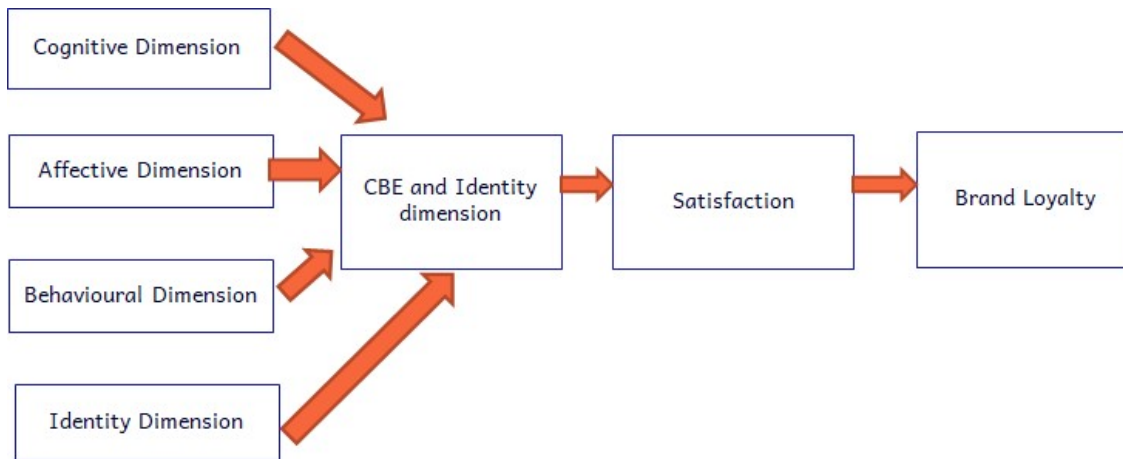 Cognitive Dimension
Affective Dimension
Behavioural Dimension
Identity Dimension
CBE and Identity
dimension
Satisfaction
Brand Loyalty